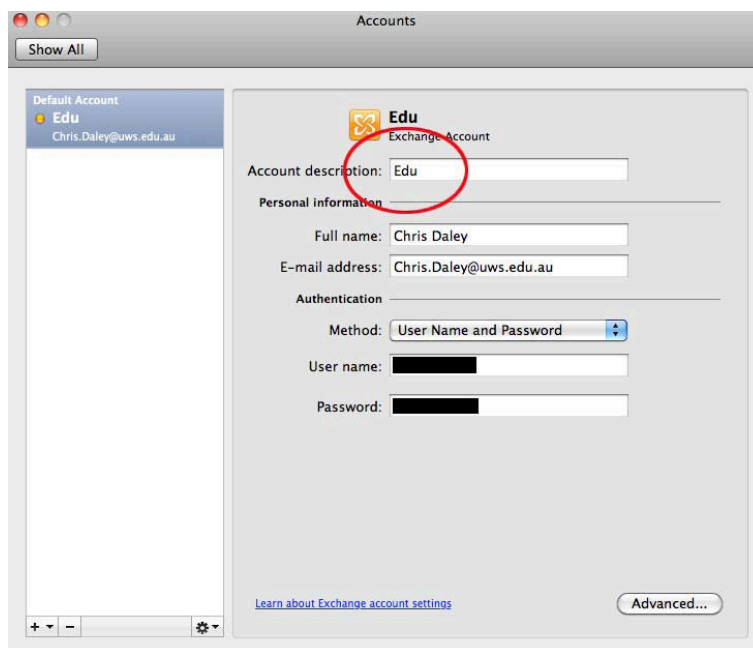 Accounts
Show All
Default Account
Edu
Chris.Daley@uws.edu.au
Edu
Exchange Account
Account description: Edu
Personal information
Full name: Chris Daley
E-mail address: Chris.Daley@uws.edu.au
Authentication
Method: User Name and Password
User name:
Password:
Learn about Exchange account settings
Advanced...